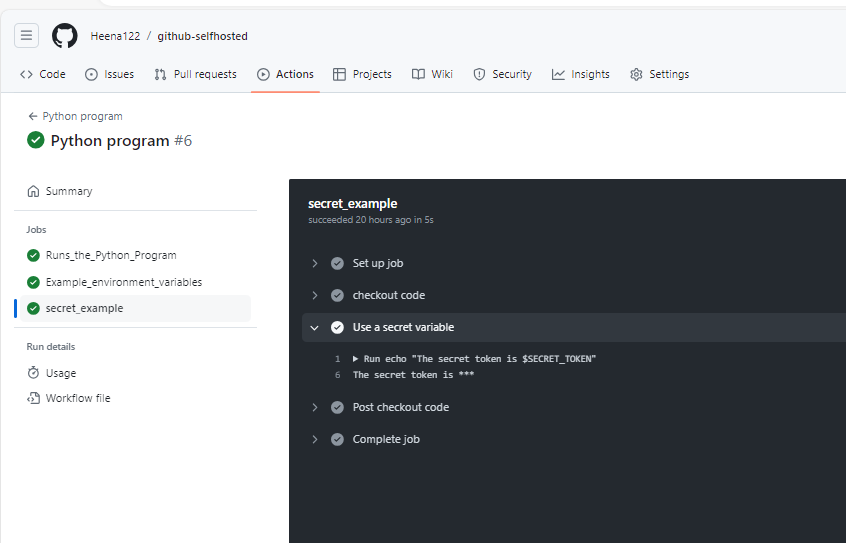 Heena122 / github-selfhosted
Code Issues Pull requests Actions Projects Wiki Security Insights Settings
Python program
Python program #6
Summary
Jobs
Runs_the_Python_Program
Example_environment_variables
secret_example
Run details
Usage
Workflow file
secret_example
succeeded 20 hours ago in 5s
Set up job
checkout code
Use a secret variable
1 Run echo "The secret token is $SECRET_TOKEN"
6 The secret token is ***
Post checkout code
Complete job